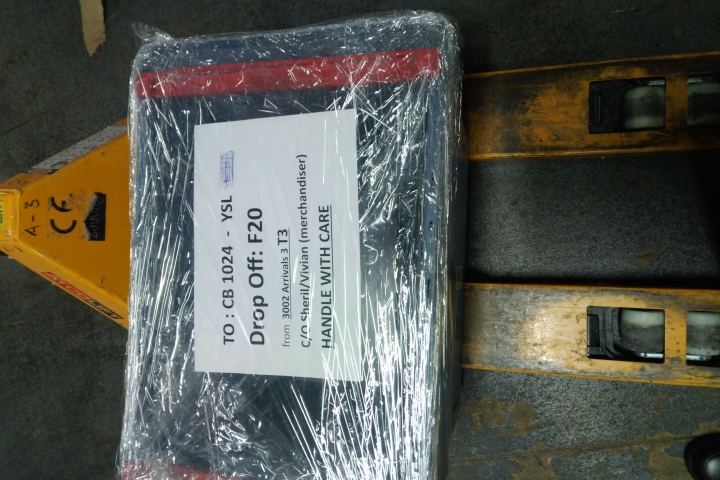 TO : CB 1024 - YSL
Drop Off: F20
from 3002 Arrivals 3 T3
C/O Sheril/Vivian (merchandiser)
HANDLE WITH CARE
A-3
CE